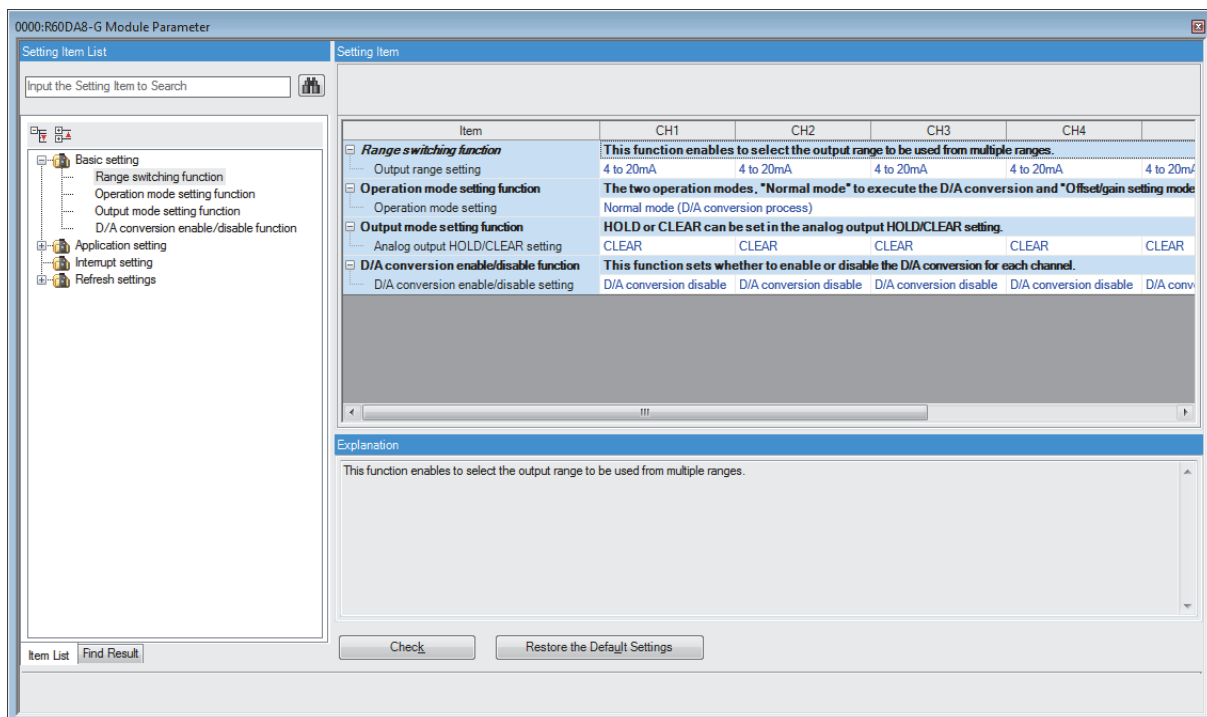 0000:R60DA8-G Module Parameter
Setting Item List
Input the Setting Item to Search
Basic setting
Range switching function
Operation mode setting function
Output mode setting function
D/A conversion enable/disable function
Application setting
Interrupt setting
Refresh settings
Item List Find Result
Setting Item
Item CH1 CH2 CH3 CH4
Range switching function This function enables to select the output range to be used from multiple ranges.
Output range setting 4 to 20mA 4 to 20mA 4 to 20mA 4 to 20mA 4 to 20mA
Operation mode setting function The two operation modes, "Normal mode" to execute the D/A conversion and "Offset/gain setting mode
Operation mode setting Normal mode (D/A conversion process)
Output mode setting function HOLD or CLEAR can be set in the analog output HOLD/CLEAR setting.
Analog output HOLD/CLEAR setting CLEAR CLEAR CLEAR CLEAR CLEAR
D/A conversion enable/disable function This function sets whether to enable or disable the D/A conversion for each channel.
D/A conversion enable/disable setting D/A conversion disable D/A conversion disable D/A conversion disable D/A conversion disable D/A conv
Explanation
This function enables to select the output range to be used from multiple ranges.
Check Restore the Default Settings